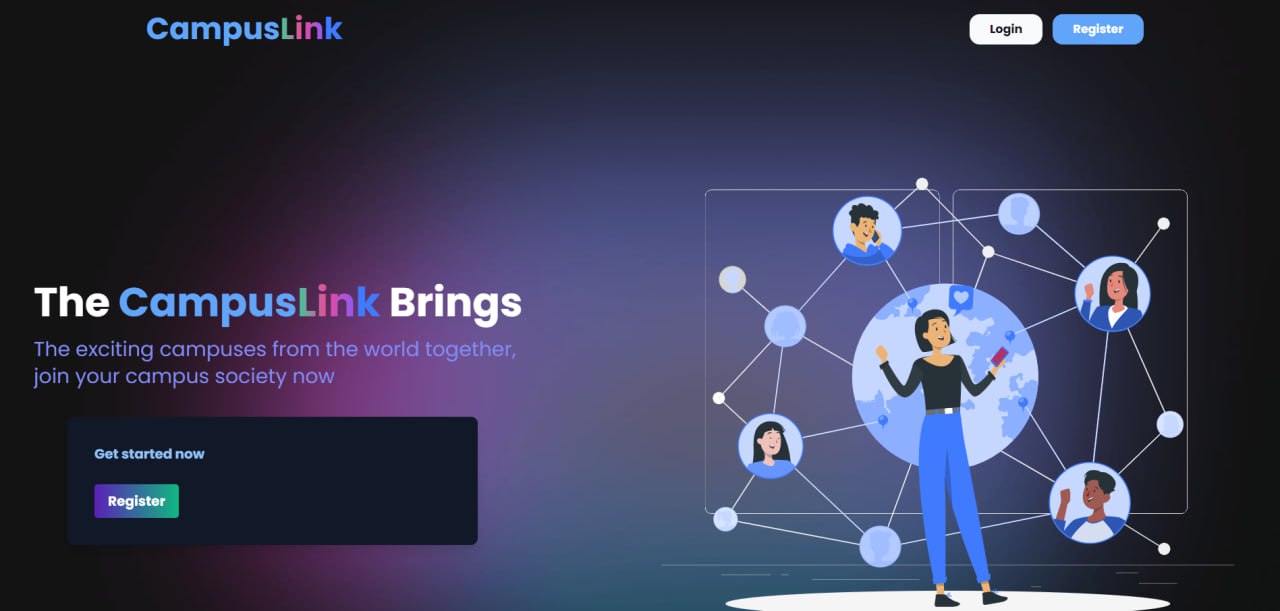 CampusLink
Login
Register
The CampusLink Brings
The exciting campuses from the world together,
join your campus society now
Get started now
Register